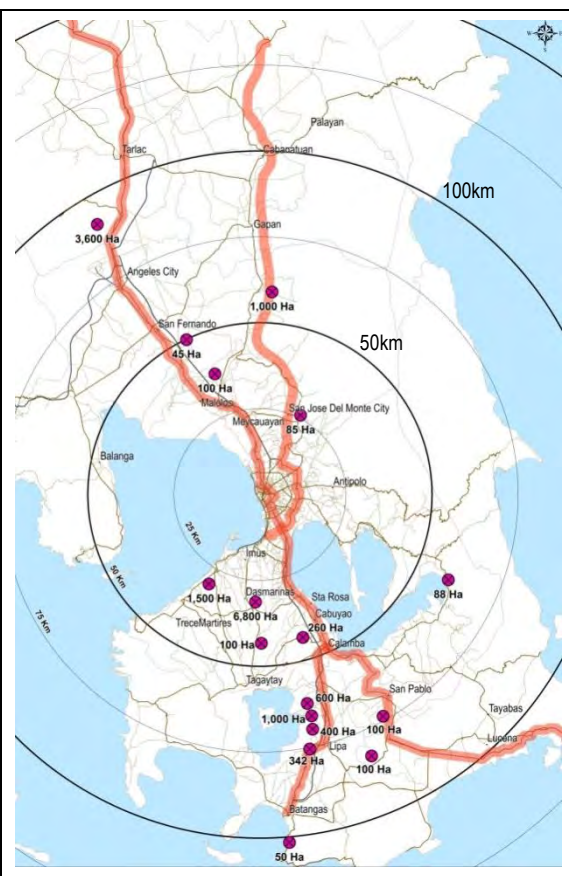 Palayan
Tarlac
Cabanatuan
100km
3,600 Ha
Gapan
Angeles City
1,000 Ha
San Fernando
50km
45 Ha
100 Ha
Malolos
San Jose Del Monte City
Meycauayan
85 Ha
Balanga
Antipolo
25 Km
Imus
50 Km
1,500 Ha
Dasmarinas
Sta Rosa
88 Ha
6,800 Ha
Cabuyao
TreceMartires
260 Ha
75 Km
100 Ha
Calamba
Tagaytay
San Pablo
600 Ha
Tayabas
1,000 Ha
100 Ha
400 Ha
Lucena
Lipa
342 Ha
100 Ha
Batangas
50 Ha